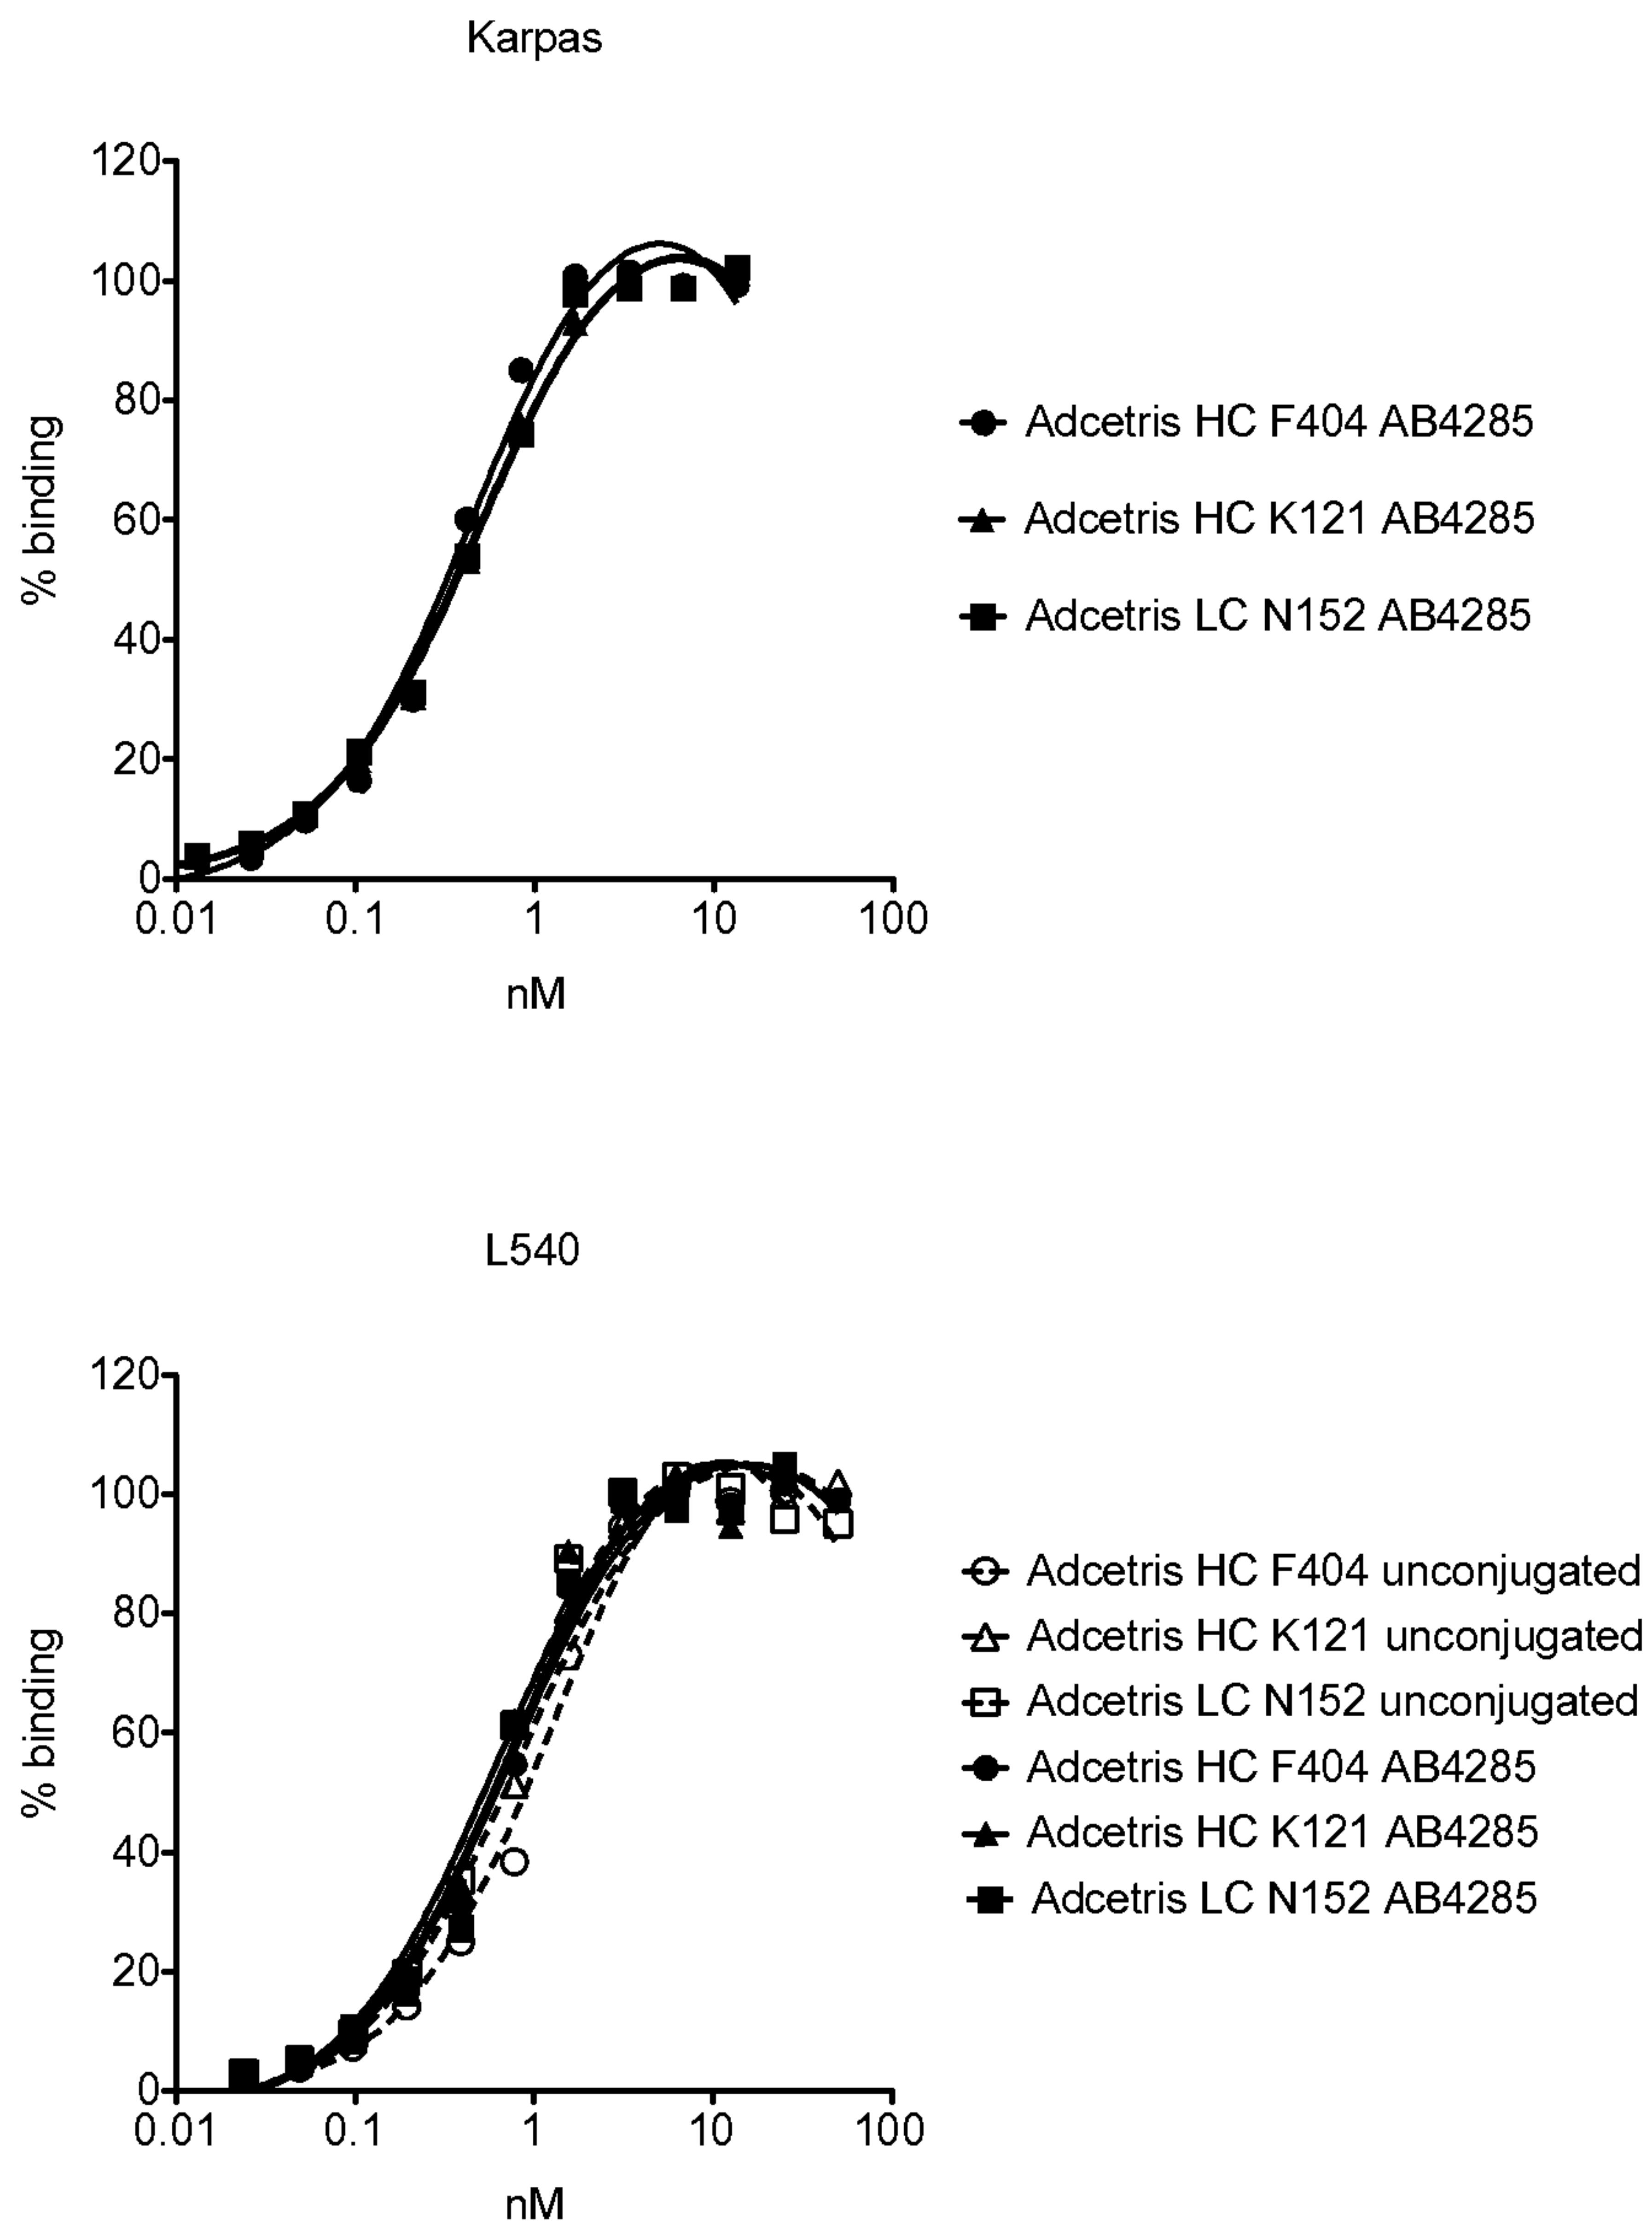 Karpas
120
100
80
60
40
20
0
% binding
0.01 0.1 1 10 100
nM
Adcetris HC F404 AB4285
Adcetris HC K121 AB4285
Adcetris LC N152 AB4285
L540
120
100
80
60
40
20
0
% binding
0.01 0.1 1 10 100
nM
Adcetris HC F404 unconjugated
Adcetris HC K121 unconjugated
Adcetris LC N152 unconjugated
Adcetris HC F404 AB4285
Adcetris HC K121 AB4285
Adcetris LC N152 AB4285